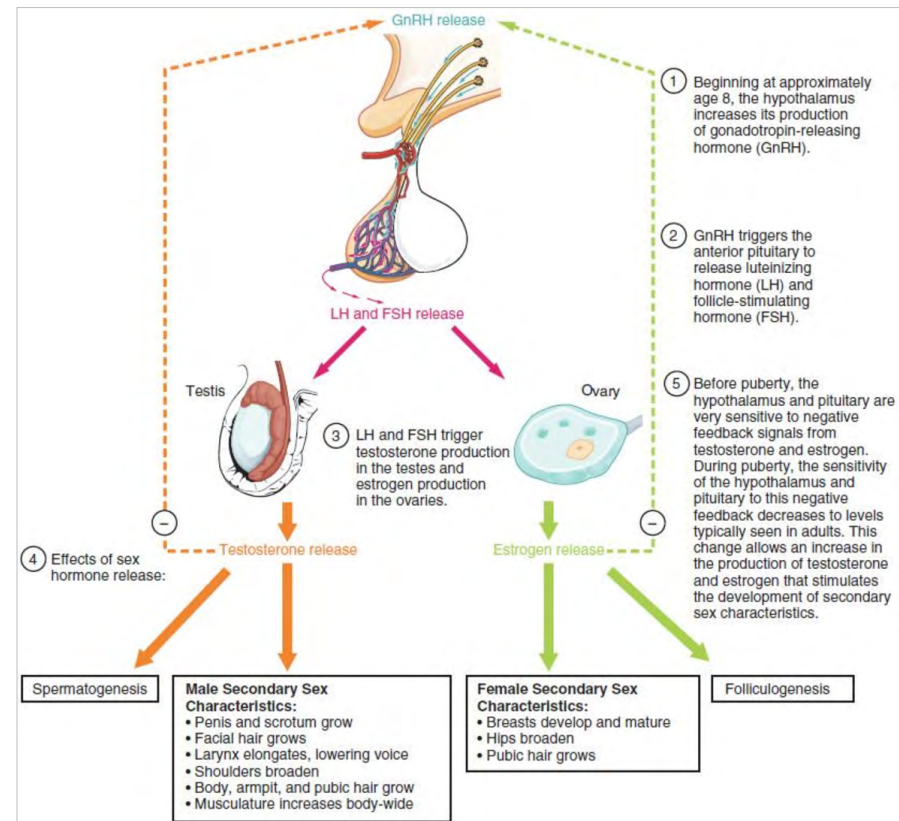 GnRH release
1 Beginning at approximately
age 8, the hypothalamus
increases its production
of gonadotropin-releasing
hormone (GnRH).
2 GnRH triggers the
anterior pituitary to
release luteinizing
hormone (LH) and
follicle-stimulating
hormone (FSH).
LH and FSH release
Testis
Ovary
3 LH and FSH trigger
testosterone production
in the testes and
estrogen production
in the ovaries.
5 Before puberty, the
hypothalamus and pituitary are
very sensitive to negative
feedback signals from
testosterone and estrogen.
During puberty, the sensitivity
of the hypothalamus and
pituitary to this negative
feedback decreases to levels
typically seen in adults. This
change allows an increase in
the production of testosterone
and estrogen that stimulates
the development of secondary
sex characteristics.
−
−
Testosterone release
Estrogen release
4 Effects of sex
hormone release:
Spermatogenesis
Male Secondary Sex
Characteristics:
• Penis and scrotum grow
• Facial hair grows
• Larynx elongates, lowering voice
• Shoulders broaden
• Body, armpit, and pubic hair grow
• Musculature increases body-wide
Female Secondary Sex
Characteristics:
• Breasts develop and mature
• Hips broaden
• Pubic hair grows
Folliculogenesis